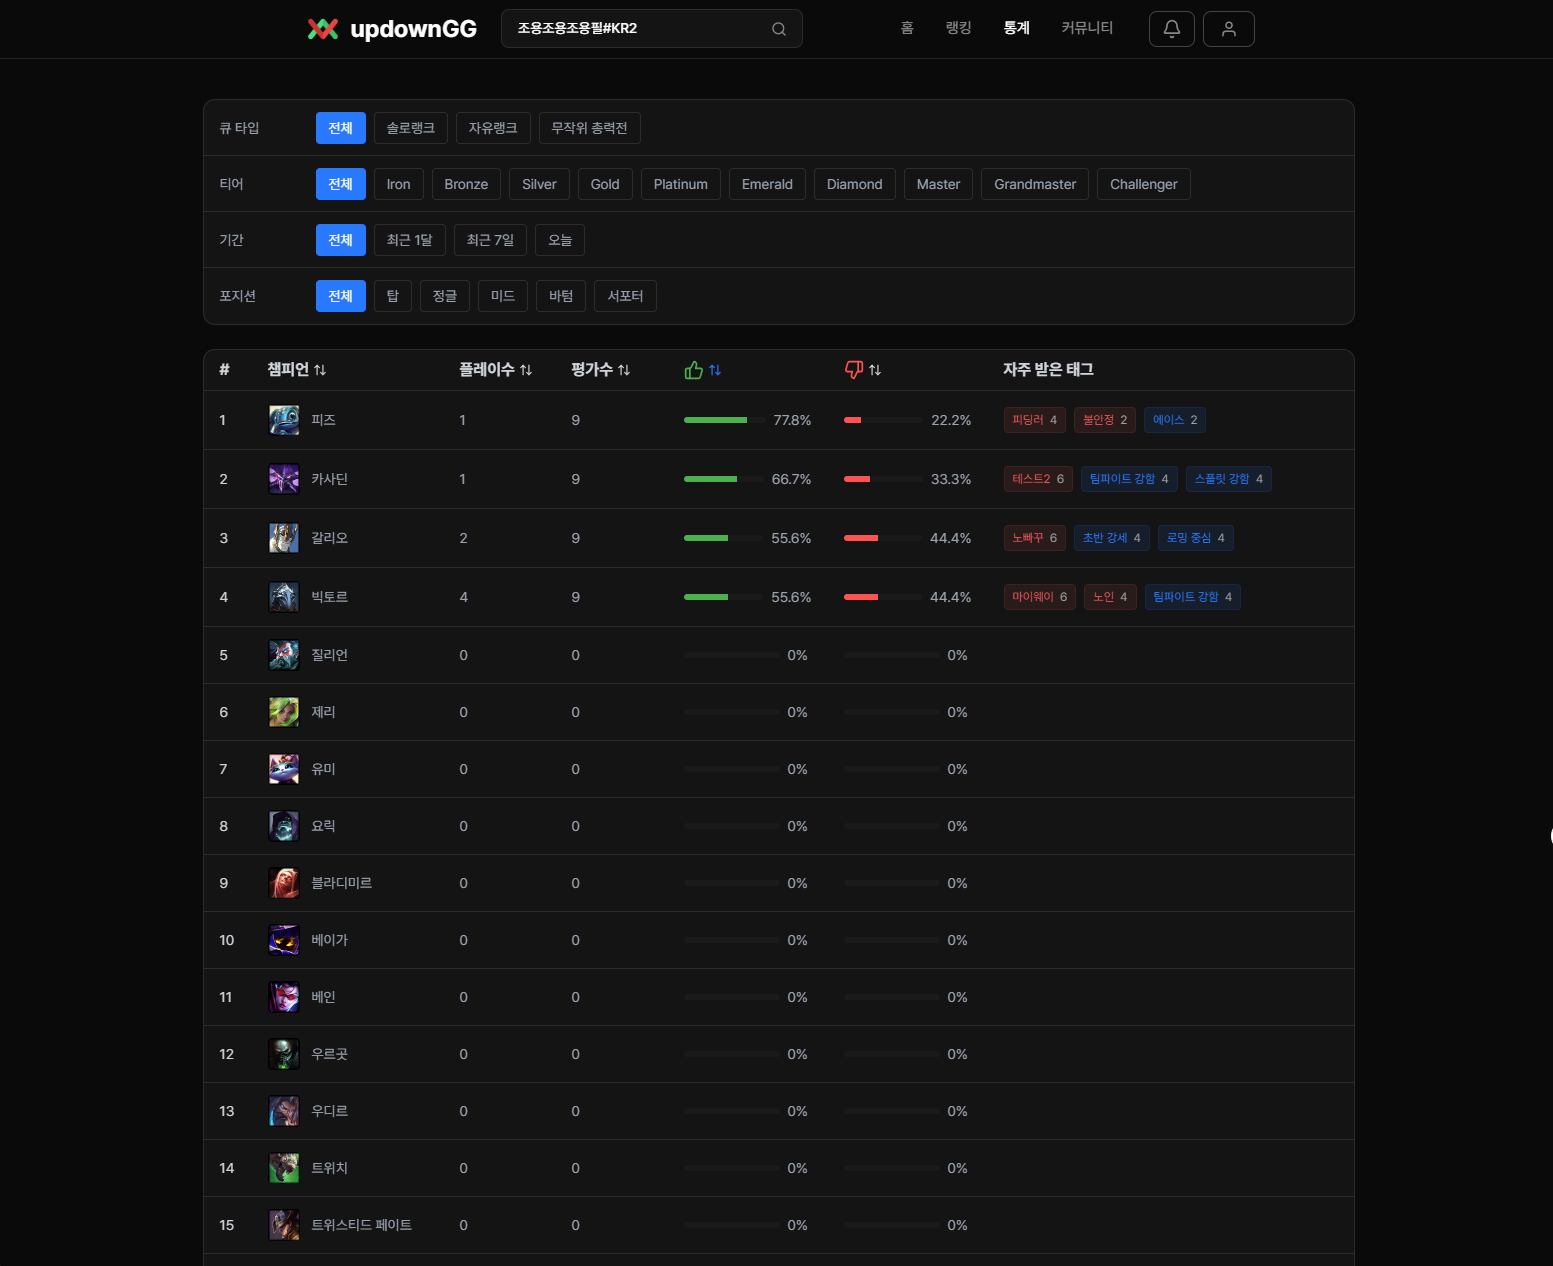 updownGG 조용조용조용필#KR2 홈 랭킹 통계 커뮤니티
큐 타입 전체 솔로랭크 자유랭크 무작위 총력전
티어 전체 Iron Bronze Silver Gold Platinum Emerald Diamond Master Grandmaster Challenger
기간 전체 최근 1달 최근 7일 오늘
포지션 전체 탑 정글 미드 바텀 서포터
# 챔피언 플레이수 평가수 자주 받은 태그
1 피즈 1 9 77.8% 22.2% 피딩러 4 불안정 2 에이스 2
2 카사딘 1 9 66.7% 33.3% 테스트2 6 팀파이트 강함 4 스플릿 강함 4
3 갈리오 2 9 55.6% 44.4% 노빠꾸 6 초반 강세 4 로밍 중심 4
4 빅토르 4 9 55.6% 44.4% 마이웨이 6 노인 4 팀파이트 강함 4
5 질리언 0 0 0% 0%
6 제리 0 0 0% 0%
7 유미 0 0 0% 0%
8 요릭 0 0 0% 0%
9 블라디미르 0 0 0% 0%
10 베이가 0 0 0% 0%
11 베인 0 0 0% 0%
12 우르곳 0 0 0% 0%
13 우디르 0 0 0% 0%
14 트위치 0 0 0% 0%
15 트위스티드 페이트 0 0 0% 0%